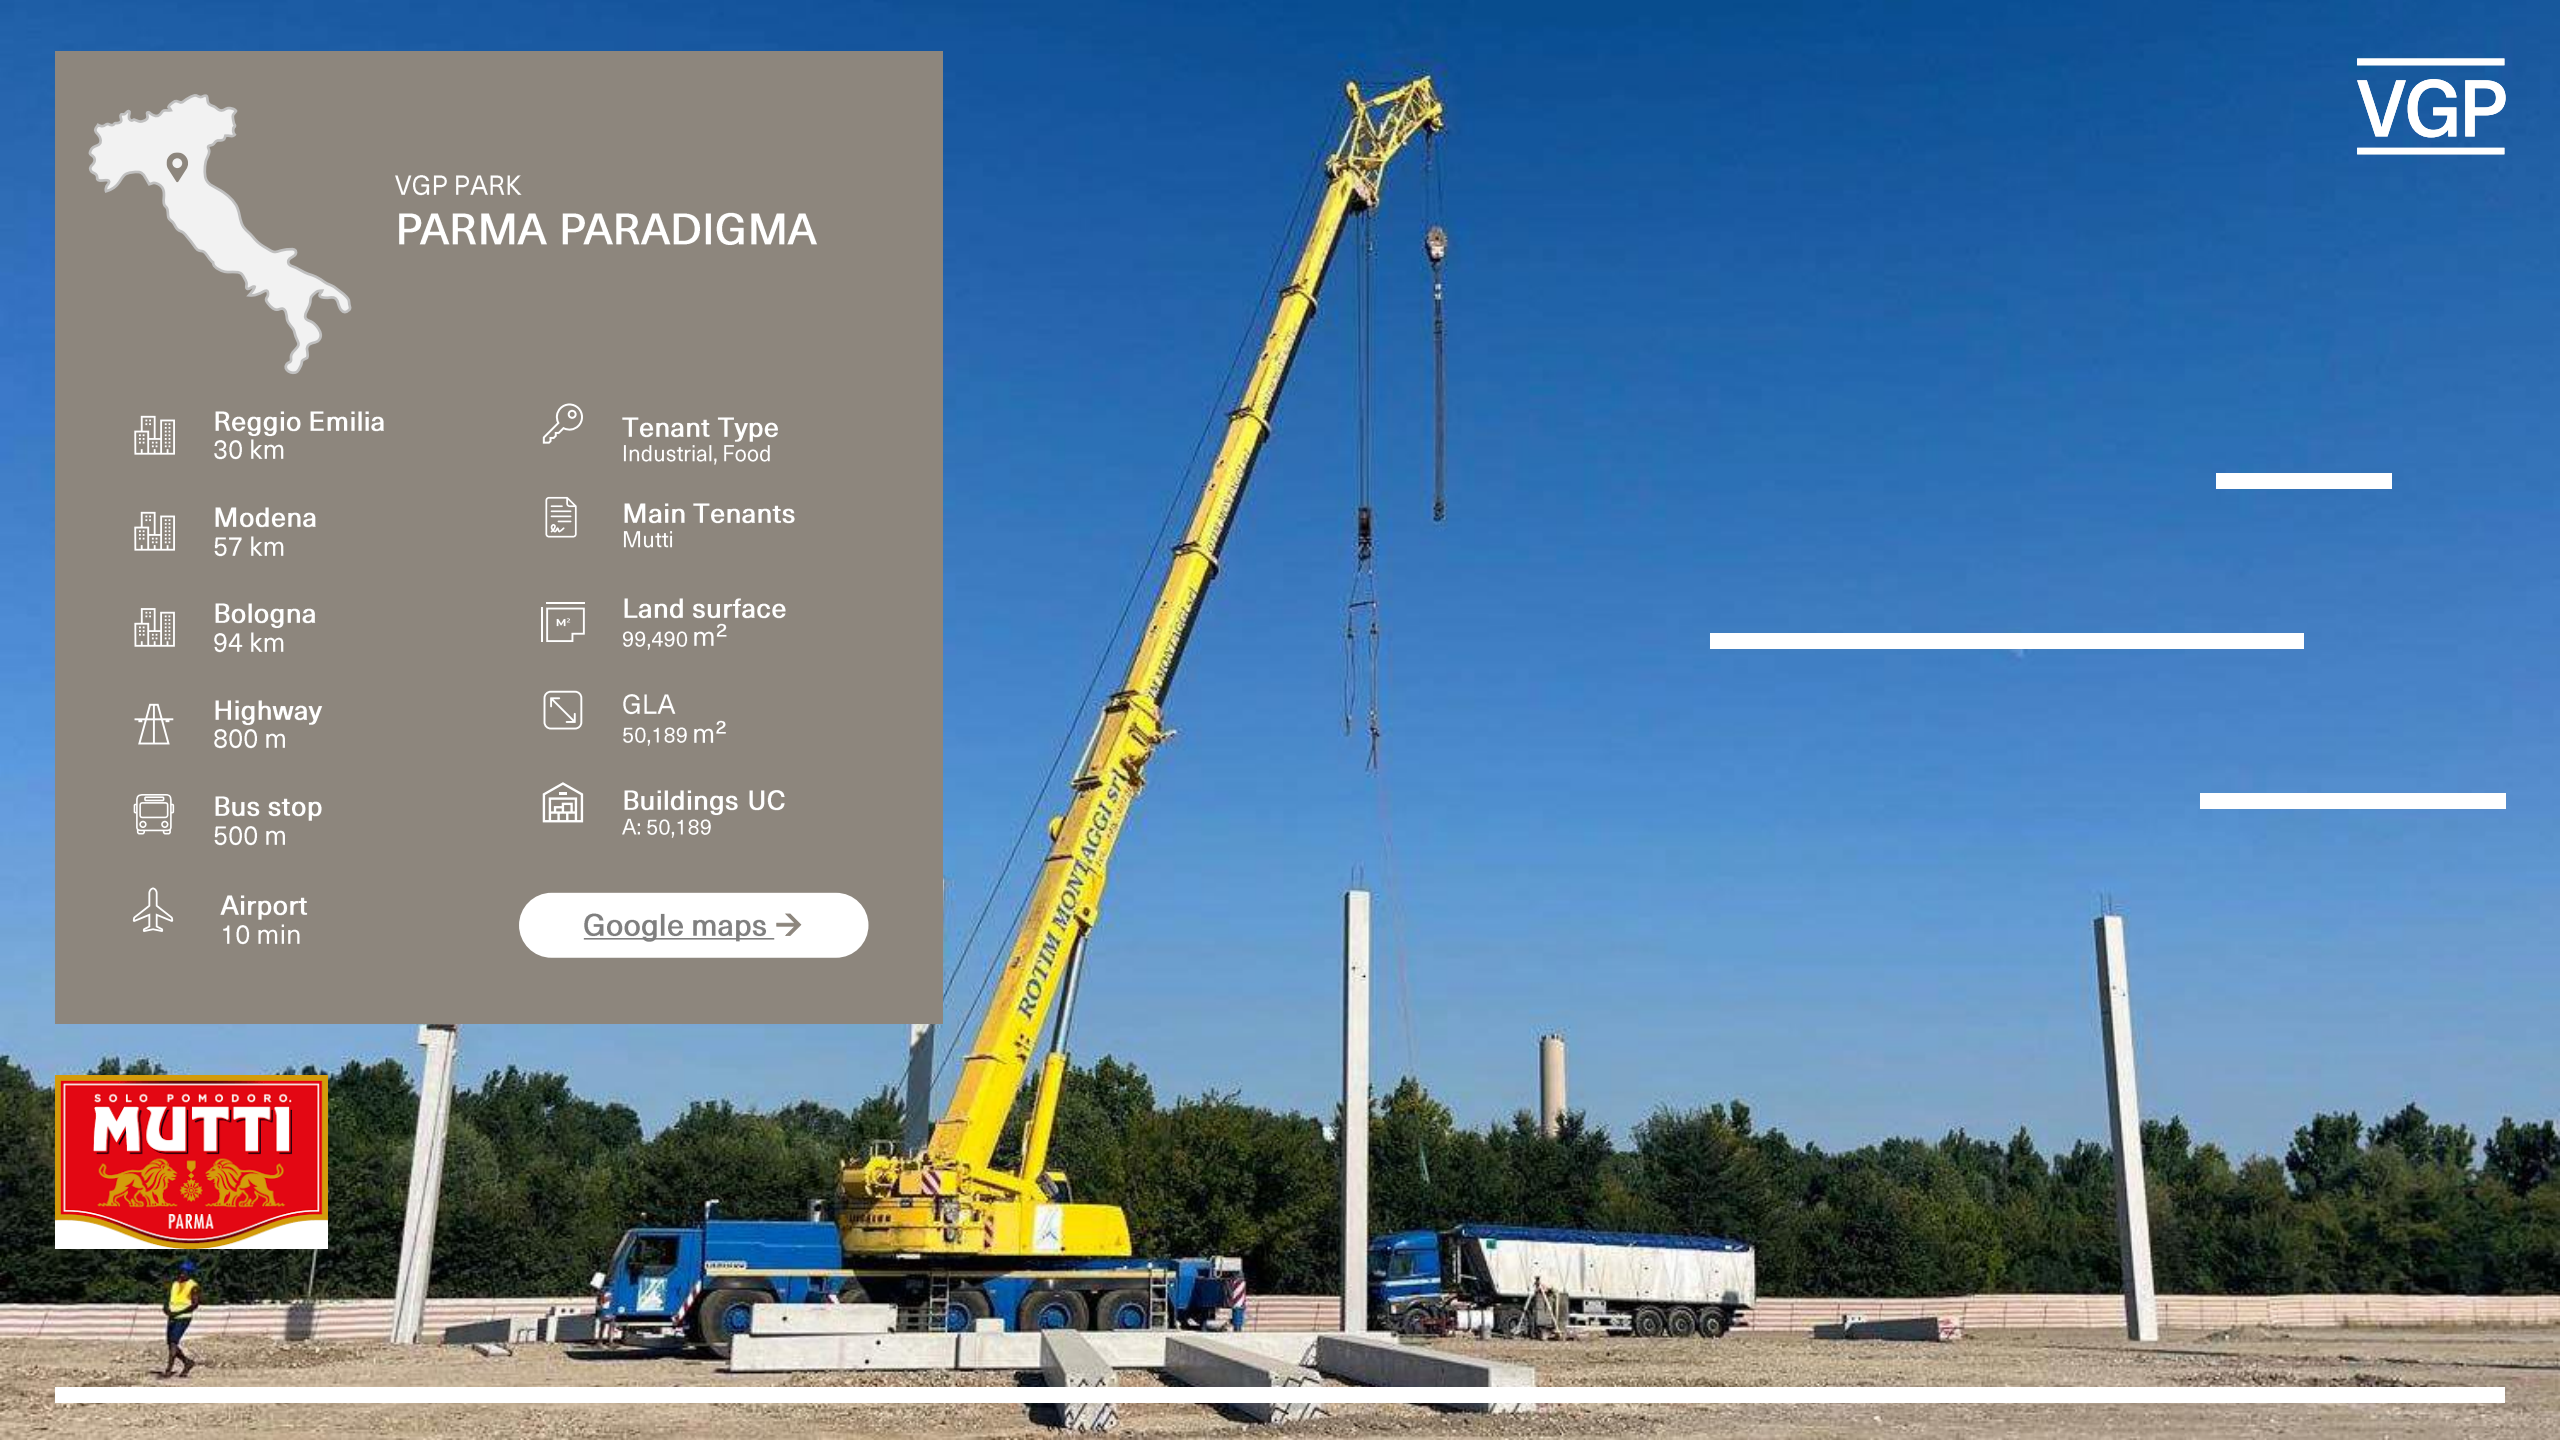 VGP
VGP PARK
PARMA PARADIGMA
Reggio Emilia
30 km
Modena
57 km
Bologna
94 km
Highway
800 m
Bus stop
500 m
Airport
10 min
Tenant Type
Industrial, Food
Main Tenants
Mutti
Land surface
M²
99,490 m²
GLA
50,189 m²
Buildings UC
A: 50,189
Google maps →
ROTIM MONTAGGI srl
SOLO POMODORO.
MUTTI
PARMA